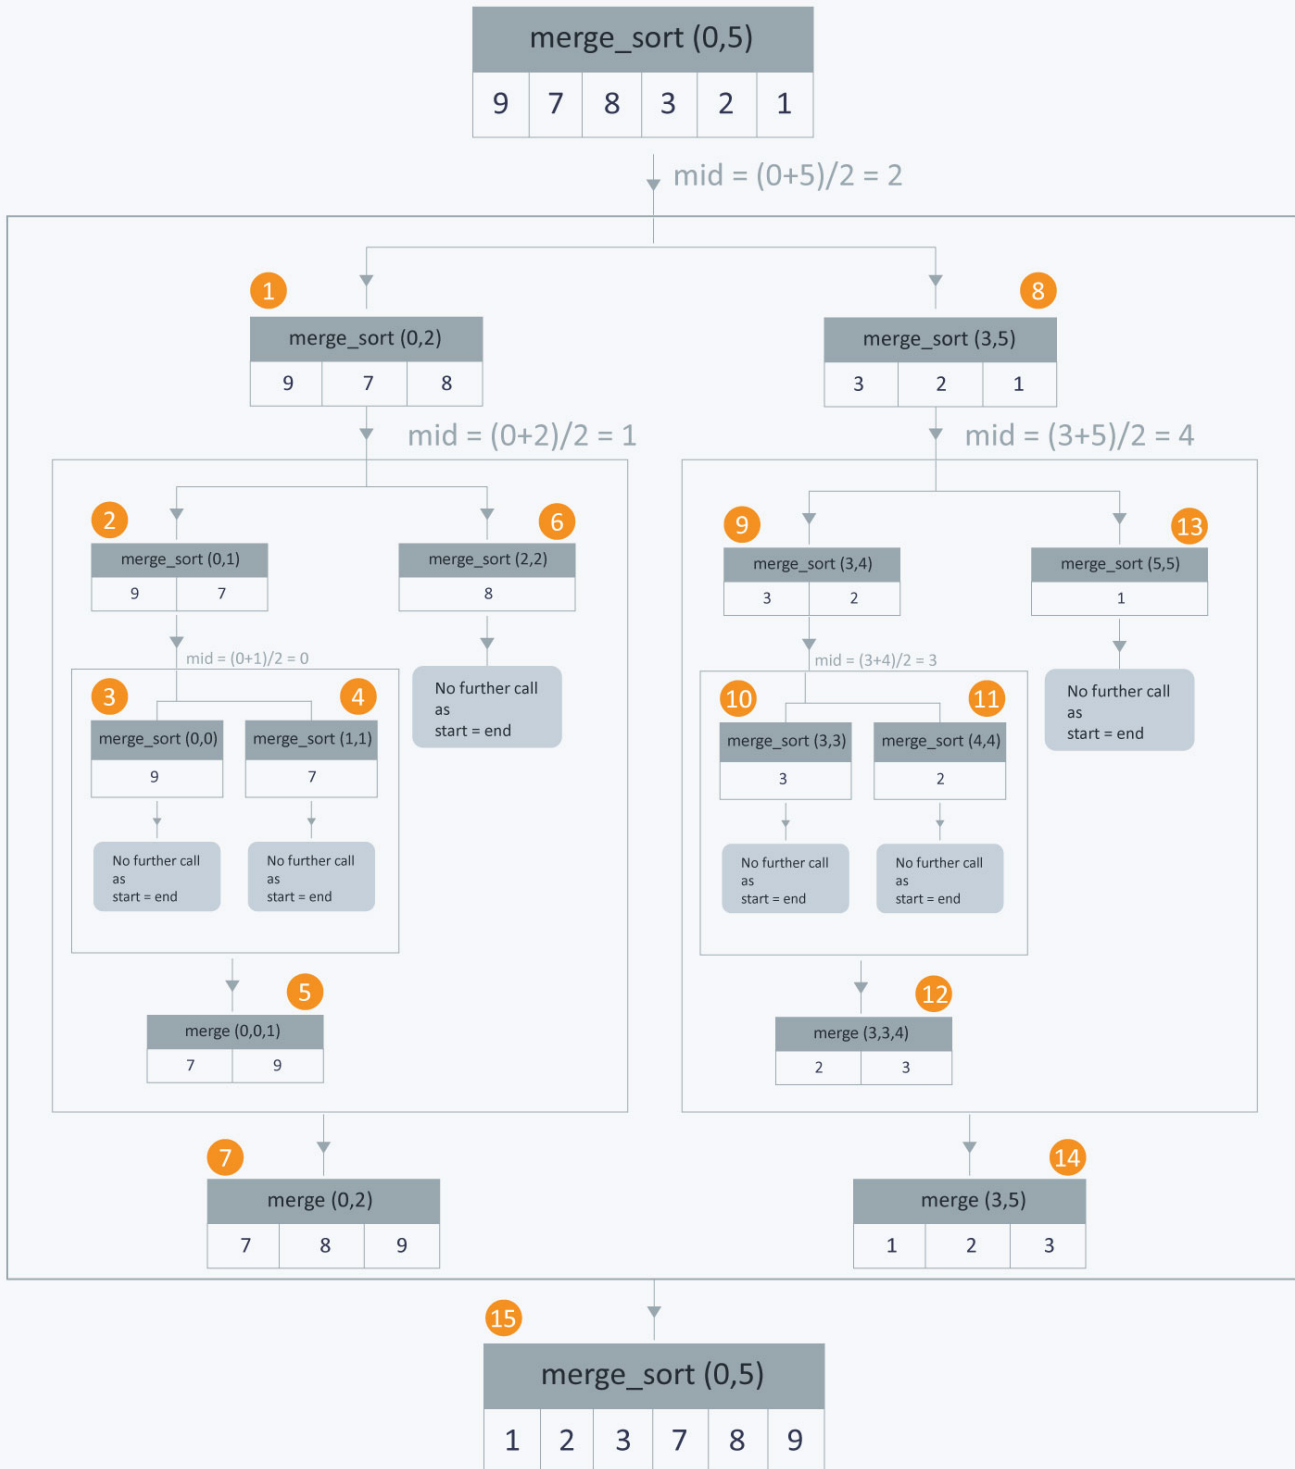 merge_sort (0,5)
9 7 8 3 2 1
mid = (0+5)/2 = 2
1
merge_sort (0,2)
9 7 8
mid = (0+2)/2 = 1
2
merge_sort (0,1)
9 7
mid = (0+1)/2 = 0
3
merge_sort (0,0)
9
No further call
as
start = end
4
merge_sort (1,1)
7
No further call
as
start = end
5
merge (0,0,1)
7 9
6
merge_sort (2,2)
8
No further call
as
start = end
7
merge (0,2)
7 8 9
8
merge_sort (3,5)
3 2 1
mid = (3+5)/2 = 4
9
merge_sort (3,4)
3 2
mid = (3+4)/2 = 3
10
merge_sort (3,3)
3
No further call
as
start = end
11
merge_sort (4,4)
2
No further call
as
start = end
12
merge (3,3,4)
2 3
13
merge_sort (5,5)
1
No further call
as
start = end
14
merge (3,5)
1 2 3
15
merge_sort (0,5)
1 2 3 7 8 9